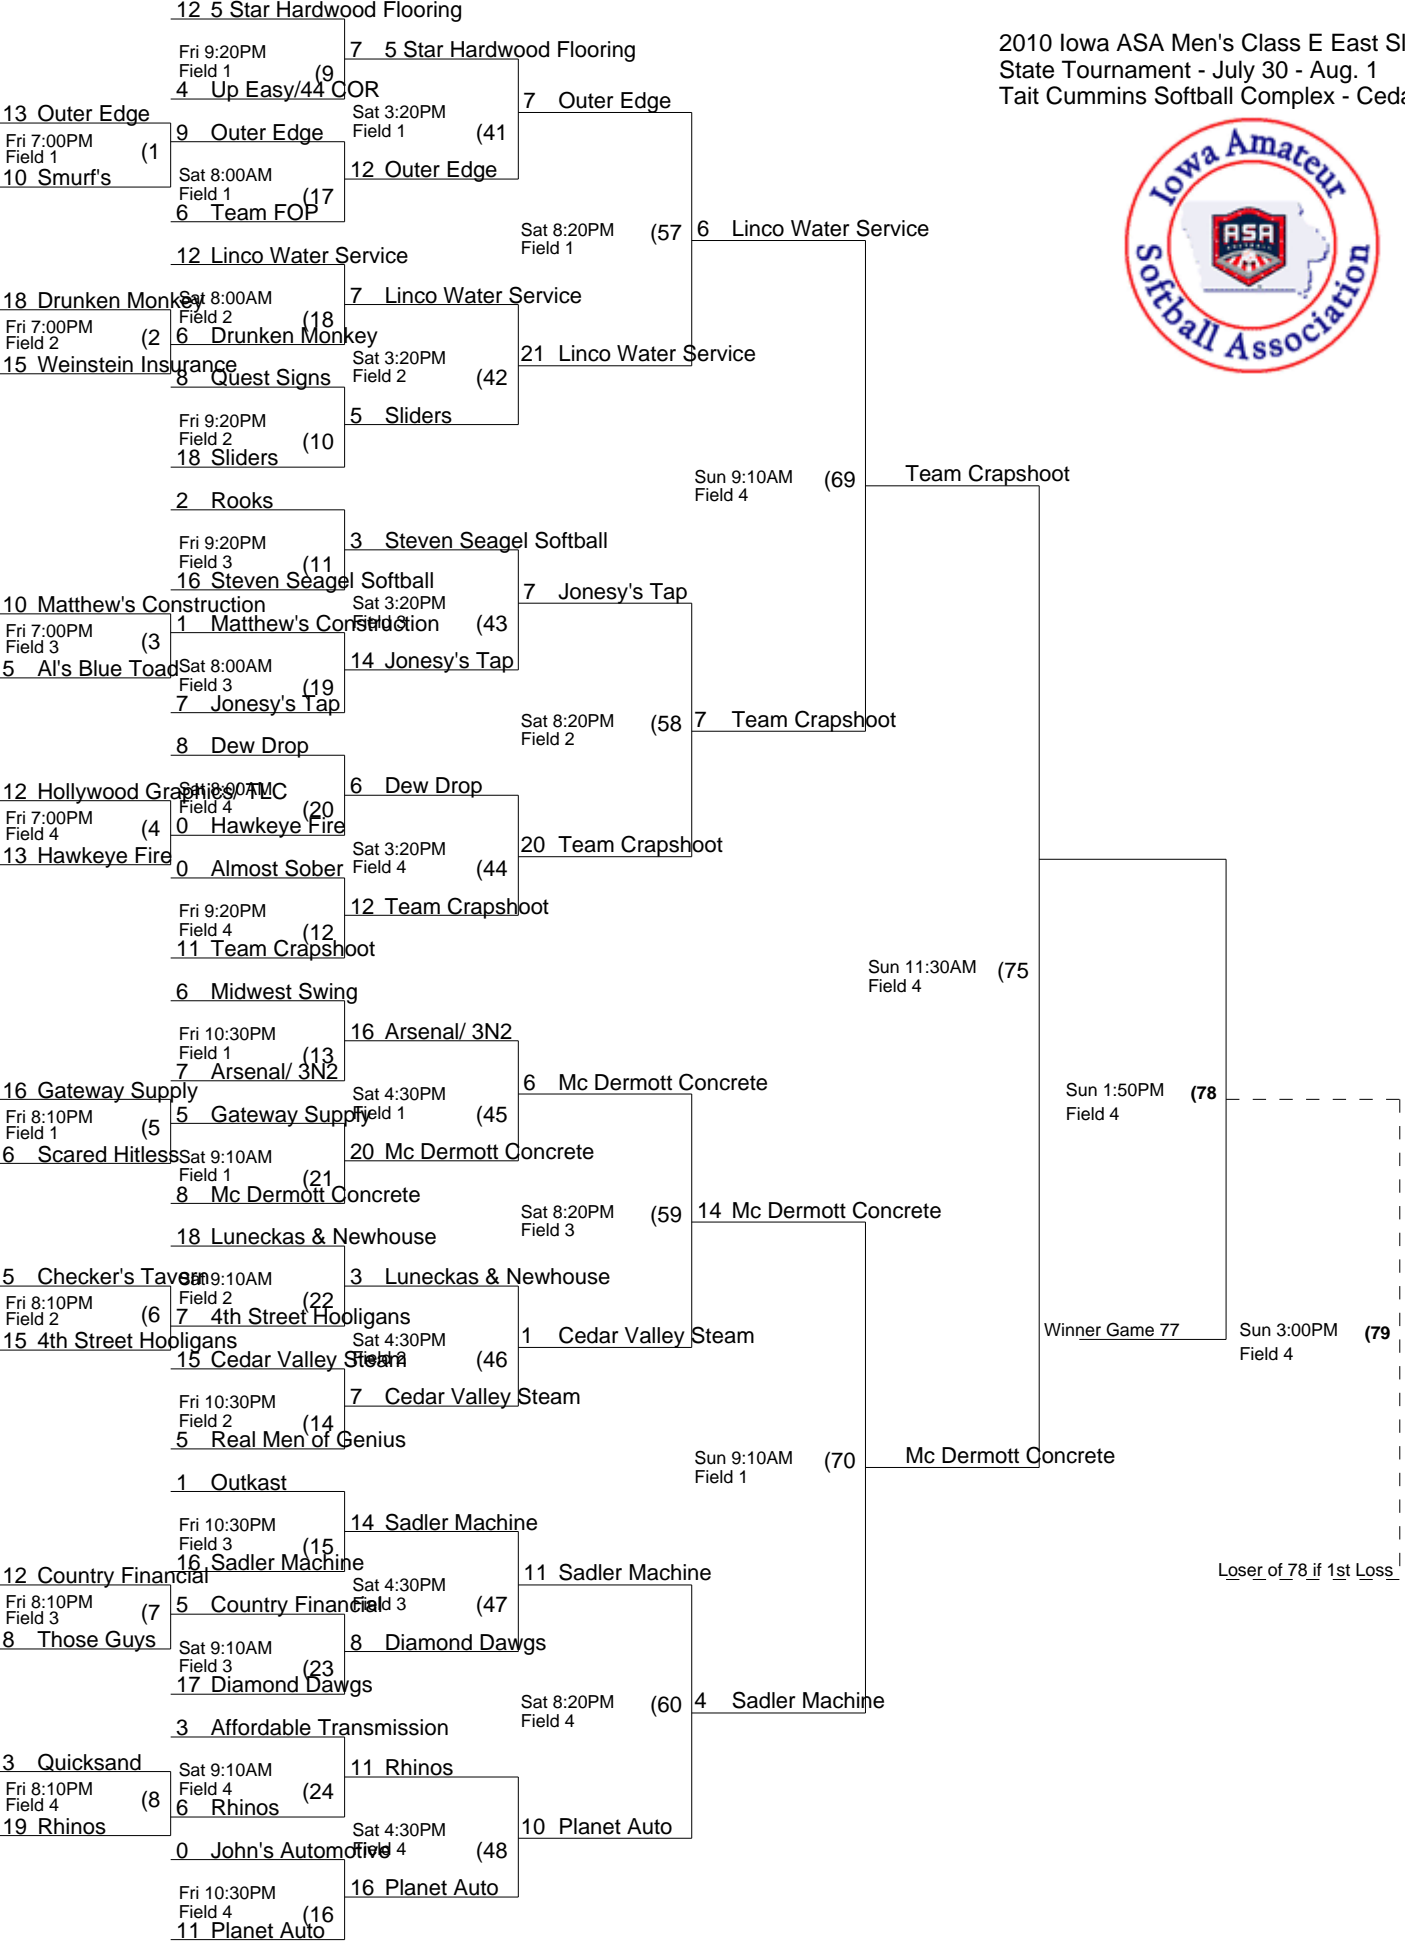 2010 Iowa ASA Men's Class E East Sl
State Tournament - July 30 - Aug. 1
Tait Cummins Softball Complex - Ceda
Iowa Amateur
Softball Association
ASA
13 Outer Edge
Fri 7:00PM
Field 1 (1
10 Smurf's
18 Drunken Monkey
Fri 7:00PM
Field 2 (2
15 Weinstein Insurance
10 Matthew's Construction
Fri 7:00PM
Field 3 (3
5 Al's Blue Toad
12 Hollywood Graphics/ TLC
Fri 7:00PM
Field 4 (4
13 Hawkeye Fire
16 Gateway Supply
Fri 8:10PM
Field 1 (5
6 Scared Hitless
5 Checker's Tavern
Fri 8:10PM
Field 2 (6
15 4th Street Hooligans
12 Country Financial
Fri 8:10PM
Field 3 (7
8 Those Guys
3 Quicksand
Fri 8:10PM
Field 4 (8
19 Rhinos
12 5 Star Hardwood Flooring
Fri 9:20PM
Field 1 (9
4 Up Easy/44 COR
9 Outer Edge
Sat 8:00AM
Field 1 (17
6 Team FOP
12 Linco Water Service
Sat 8:00AM
Field 2 (18
6 Drunken Monkey
8 Quest Signs
Fri 9:20PM
Field 2 (10
18 Sliders
2 Rooks
Fri 9:20PM
Field 3 (11
16 Steven Seagel Softball
1 Matthew's Construction
Sat 8:00AM
Field 3 (19
7 Jonesy's Tap
8 Dew Drop
Sat 8:00AM
Field 4 (20
0 Hawkeye Fire
0 Almost Sober
Fri 9:20PM
Field 4 (12
11 Team Crapshoot
6 Midwest Swing
Fri 10:30PM
Field 1 (13
7 Arsenal/ 3N2
5 Gateway Supply
Sat 9:10AM
Field 1 (21
8 Mc Dermott Concrete
18 Luneckas & Newhouse
Sat 9:10AM
Field 2 (22
7 4th Street Hooligans
15 Cedar Valley Steam
Fri 10:30PM
Field 2 (14
5 Real Men of Genius
1 Outkast
Fri 10:30PM
Field 3 (15
16 Sadler Machine
5 Country Financial
Sat 9:10AM
Field 3 (23
17 Diamond Dawgs
3 Affordable Transmission
Sat 9:10AM
Field 4 (24
6 Rhinos
0 John's Automotive
Fri 10:30PM
Field 4 (16
11 Planet Auto
7 5 Star Hardwood Flooring
Sat 3:20PM
Field 1 (41
12 Outer Edge
7 Linco Water Service
Sat 3:20PM
Field 2 (42
5 Sliders
3 Steven Seagel Softball
Sat 3:20PM
Field 3 (43
14 Jonesy's Tap
6 Dew Drop
Sat 3:20PM
Field 4 (44
12 Team Crapshoot
16 Arsenal/ 3N2
Sat 4:30PM
Field 1 (45
20 Mc Dermott Concrete
3 Luneckas & Newhouse
Sat 4:30PM
Field 2 (46
7 Cedar Valley Steam
14 Sadler Machine
Sat 4:30PM
Field 3 (47
8 Diamond Dawgs
11 Rhinos
Sat 4:30PM
Field 4 (48
16 Planet Auto
7 Outer Edge
Sat 8:20PM
Field 1 (57
21 Linco Water Service
7 Jonesy's Tap
Sat 8:20PM
Field 2 (58
20 Team Crapshoot
6 Mc Dermott Concrete
Sat 8:20PM
Field 3 (59
1 Cedar Valley Steam
11 Sadler Machine
Sat 8:20PM
Field 4 (60
10 Planet Auto
6 Linco Water Service
Sun 9:10AM
Field 4 (69
7 Team Crapshoot
14 Mc Dermott Concrete
Sun 9:10AM
Field 1 (70
4 Sadler Machine
Team Crapshoot
Sun 11:30AM
Field 4 (75
Mc Dermott Concrete
Sun 1:50PM (78
Field 4
Winner Game 77
Sun 3:00PM (79
Field 4
Loser of 78 if 1st Loss